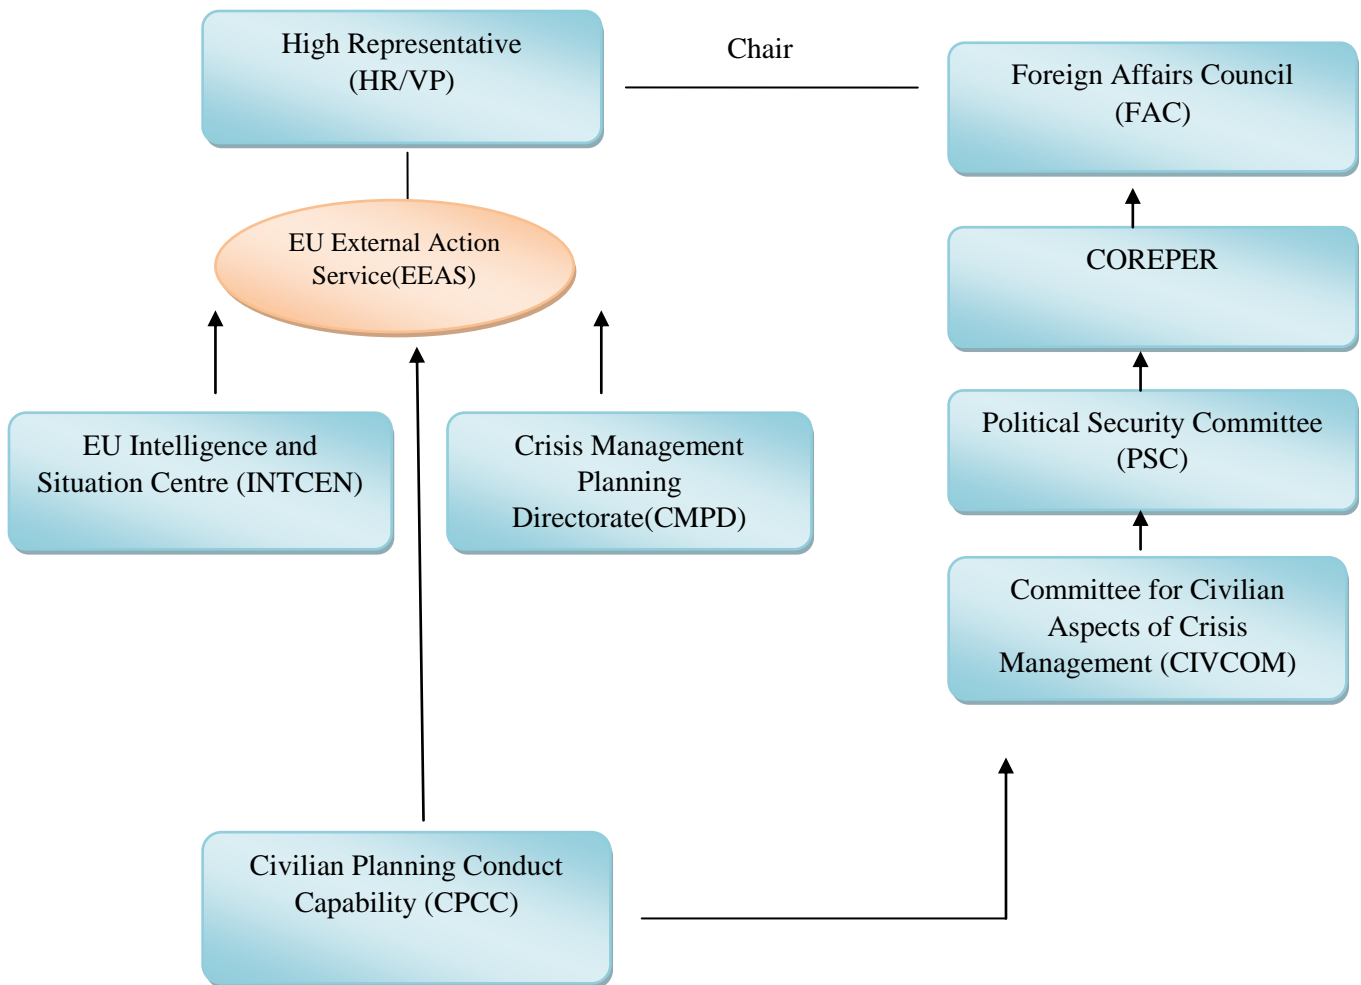 High Representative
(HR/VP)
Chair
Foreign Affairs Council
(FAC)
EU External Action
Service(EEAS)
COREPER
EU Intelligence and
Situation Centre (INTCEN)
Crisis Management
Planning
Directorate(CMPD)
Political Security Committee
(PSC)
Committee for Civilian
Aspects of Crisis
Management (CIVCOM)
Civilian Planning Conduct
Capability (CPCC)